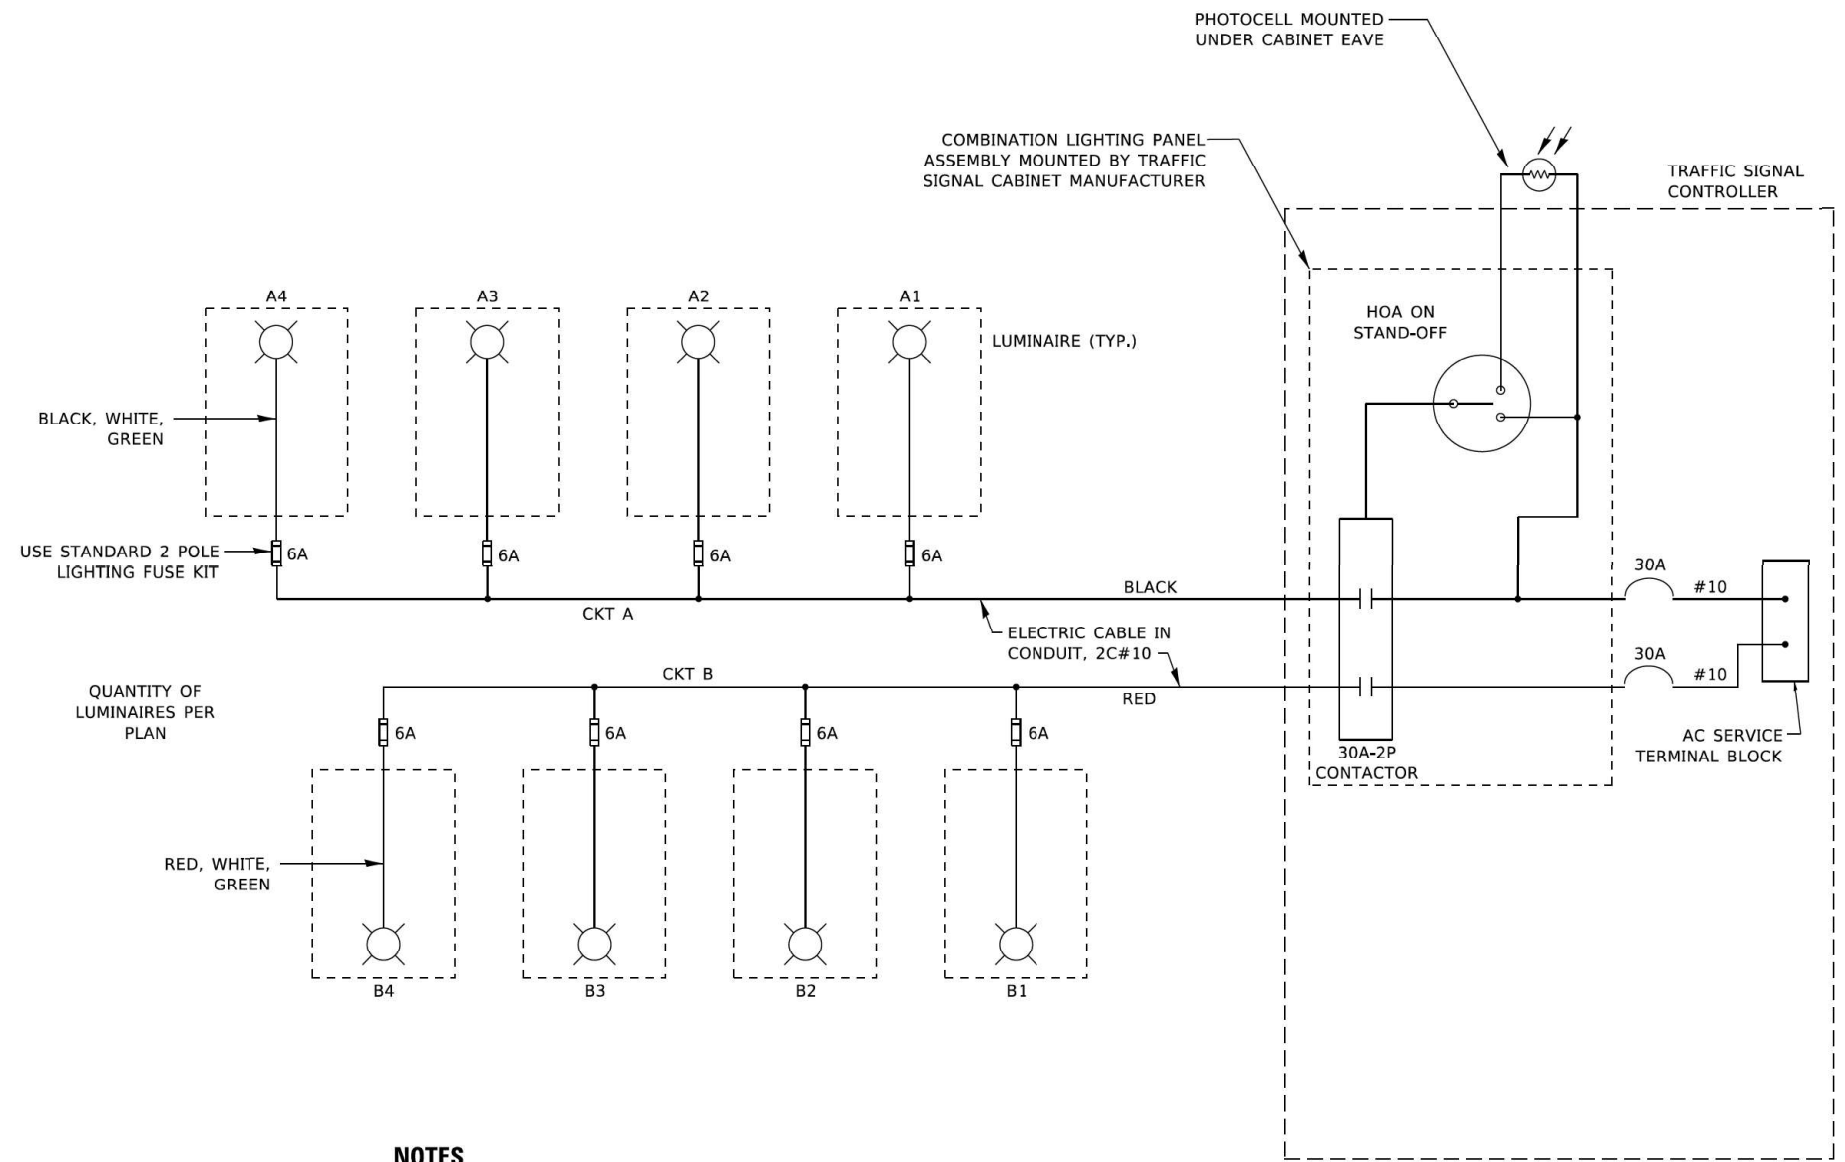 PHOTOCELL MOUNTED
UNDER CABINET EAVE
COMBINATION LIGHTING PANEL
ASSEMBLY MOUNTED BY TRAFFIC
SIGNAL CABINET MANUFACTURER
TRAFFIC SIGNAL
CONTROLLER
A4
A3
A2
A1
HOA ON
STAND-OFF
LUMINAIRE (TYP.)
BLACK, WHITE,
GREEN
USE STANDARD 2 POLE
LIGHTING FUSE KIT
6A
6A
6A
6A
30A
#10
BLACK
CKT A
ELECTRIC CABLE IN
CONDUIT, 2C#10
30A
#10
CKT B
RED
QUANTITY OF
LUMINAIRES PER
PLAN
6A
6A
6A
6A
AC SERVICE
TERMINAL BLOCK
30A-2P
CONTACTOR
RED, WHITE,
GREEN
B4
B3
B2
B1
NOTES